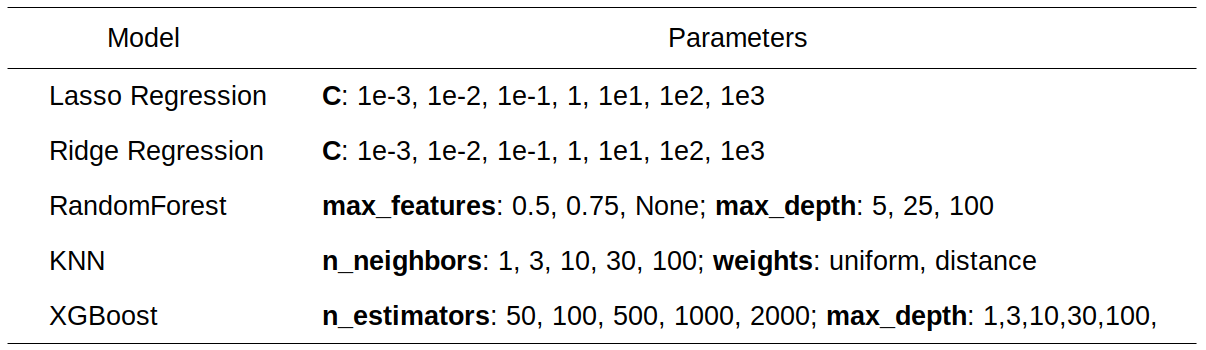 Model Parameters
Lasso Regression C: 1e-3, 1e-2, 1e-1, 1, 1e1, 1e2, 1e3
Ridge Regression C: 1e-3, 1e-2, 1e-1, 1, 1e1, 1e2, 1e3
RandomForest max_features: 0.5, 0.75, None; max_depth: 5, 25, 100
KNN n_neighbors: 1, 3, 10, 30, 100; weights: uniform, distance
XGBoost n_estimators: 50, 100, 500, 1000, 2000; max_depth: 1,3,10,30,100,